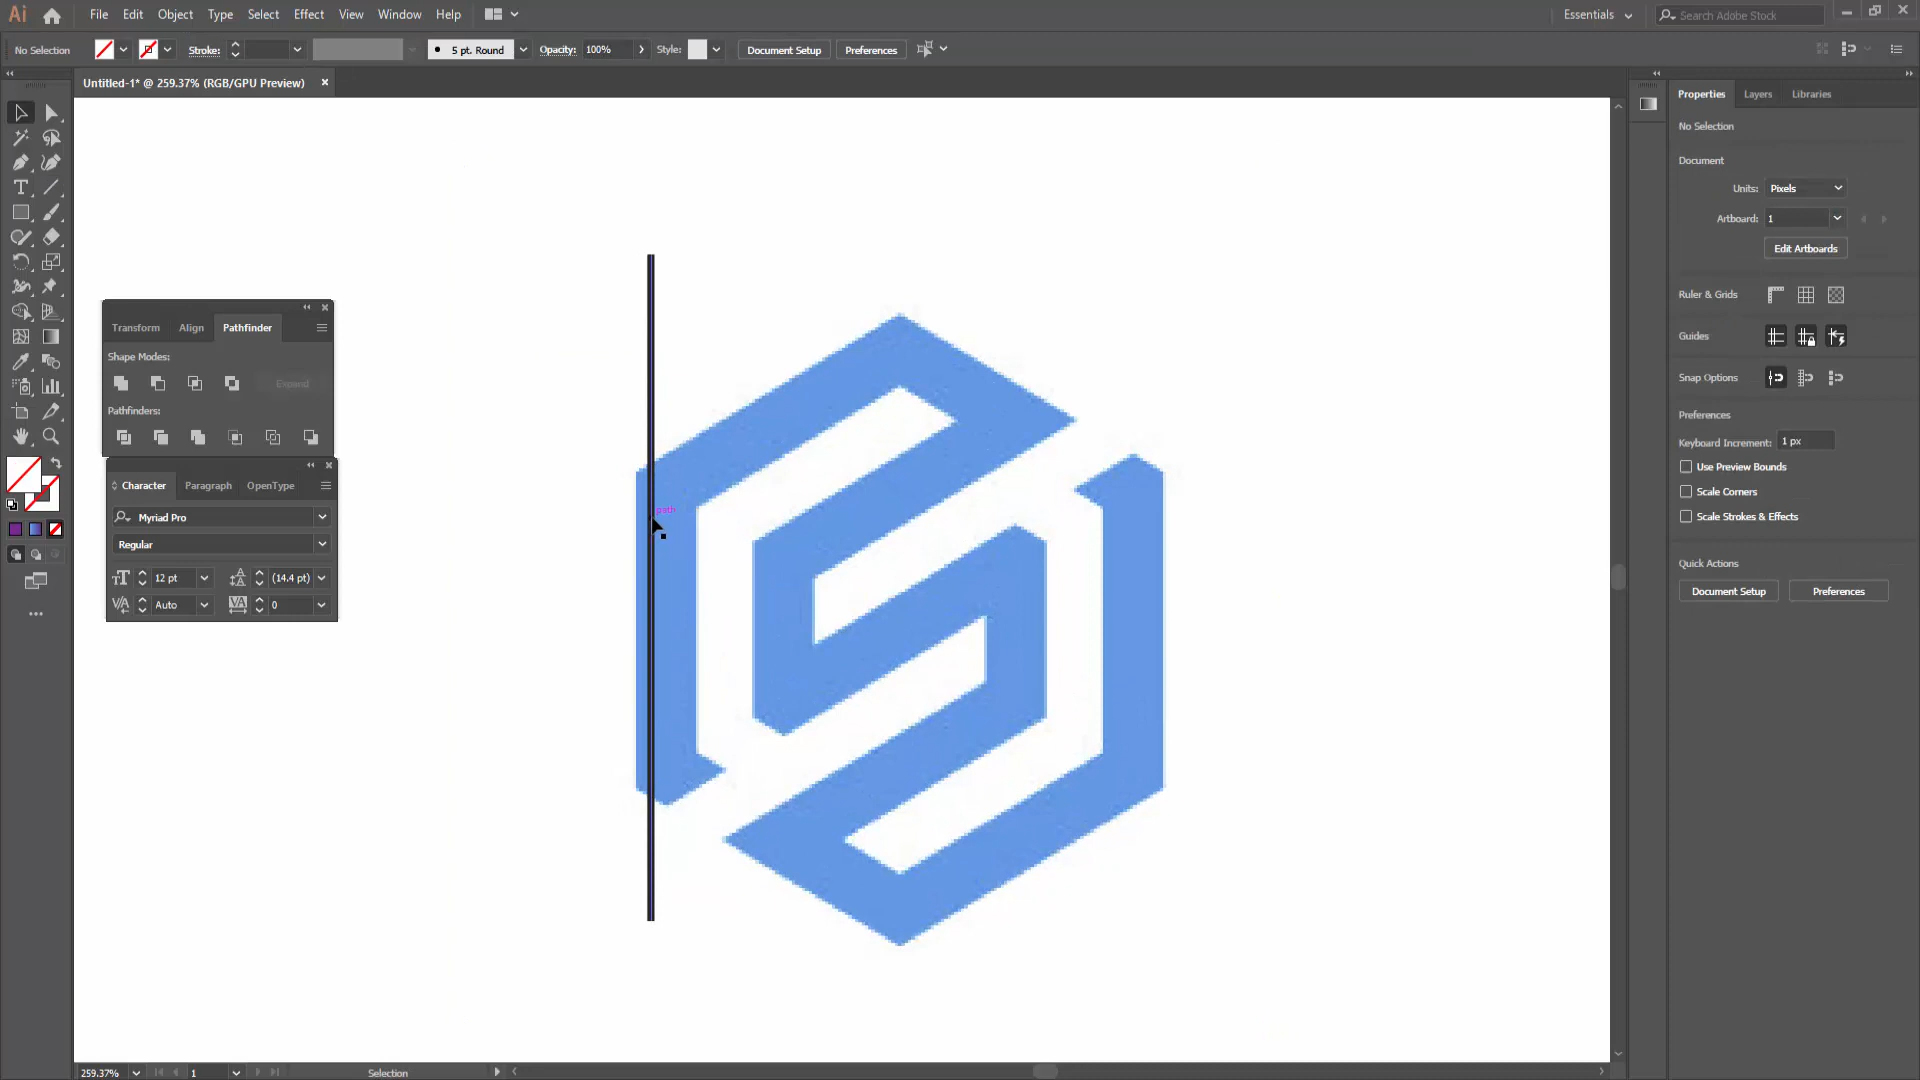 Ai File Edit Object Type Select Effect View Window Help Essentials Search Adobe Stock
No Selection Stroke: 5 pt. Round Opacity: 100% Style: Document Setup Preferences
Untitled-1* @ 259.37% (RGB/GPU Preview)
Properties Layers Libraries
No Selection
Document
Units: Pixels
Artboard: 1
Edit Artboards
Ruler & Grids
Guides
Snap Options
Preferences
Keyboard Increment: 1 px
Use Preview Bounds
Scale Corners
Scale Strokes & Effects
Quick Actions
Document Setup Preferences
Transform Align Pathfinder
Shape Modes:
Expand
Pathfinders:
Character Paragraph OpenType
Myriad Pro
Regular
12 pt (14.4 pt)
Auto 0
path
259.37% 1 Selection